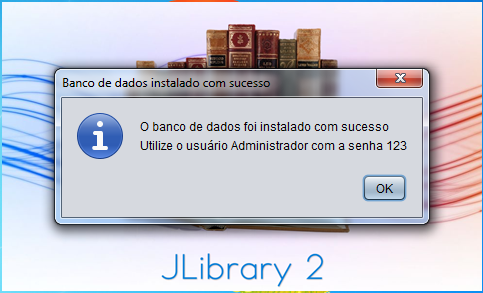 Banco de dados instalado com sucesso
O banco de dados foi instalado com sucesso
Utilize o usuário Administrador com a senha 123
OK
JLibrary 2